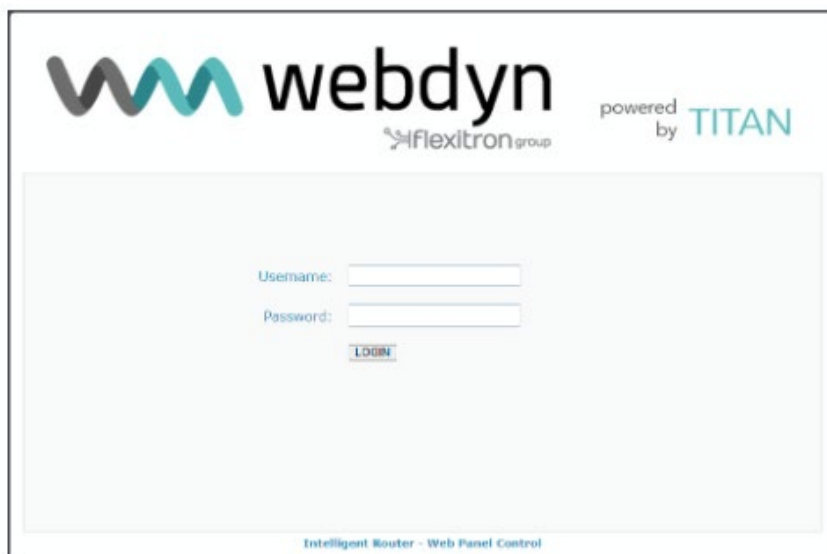 webdyn
flexitron group
powered
by TITAN
Username:
Password:
LOGIN
Intelligent Router - Web Panel Control